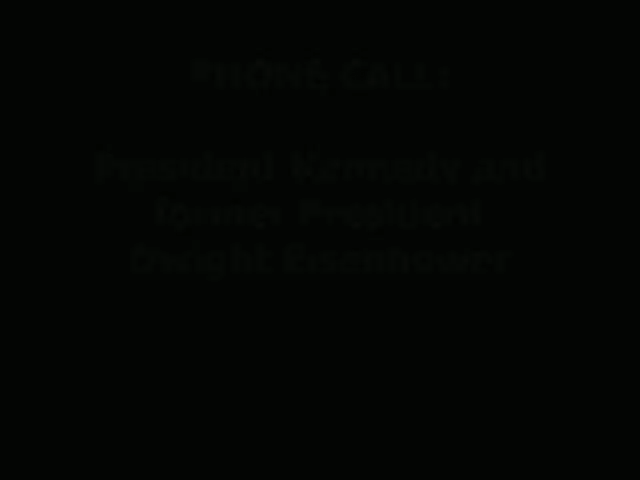 PHONE CALL:
President Kennedy and
former President
Dwight Eisenhower